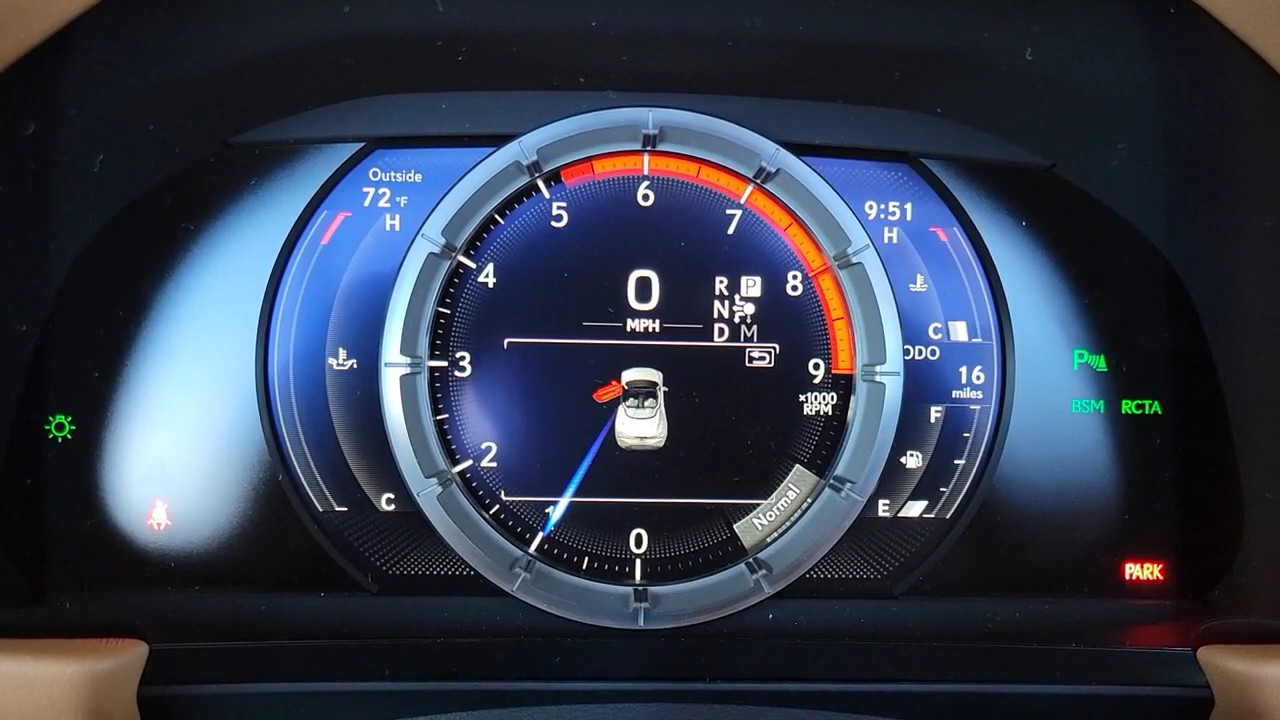 Outside
72 °F
H
C
0
1
2
3
4
5
6
7
8
9
×1000
RPM
0
MPH
R P
N
D M
Normal
9:51
H
C
ODO
16
miles
F
E
P
BSM RCTA
PARK